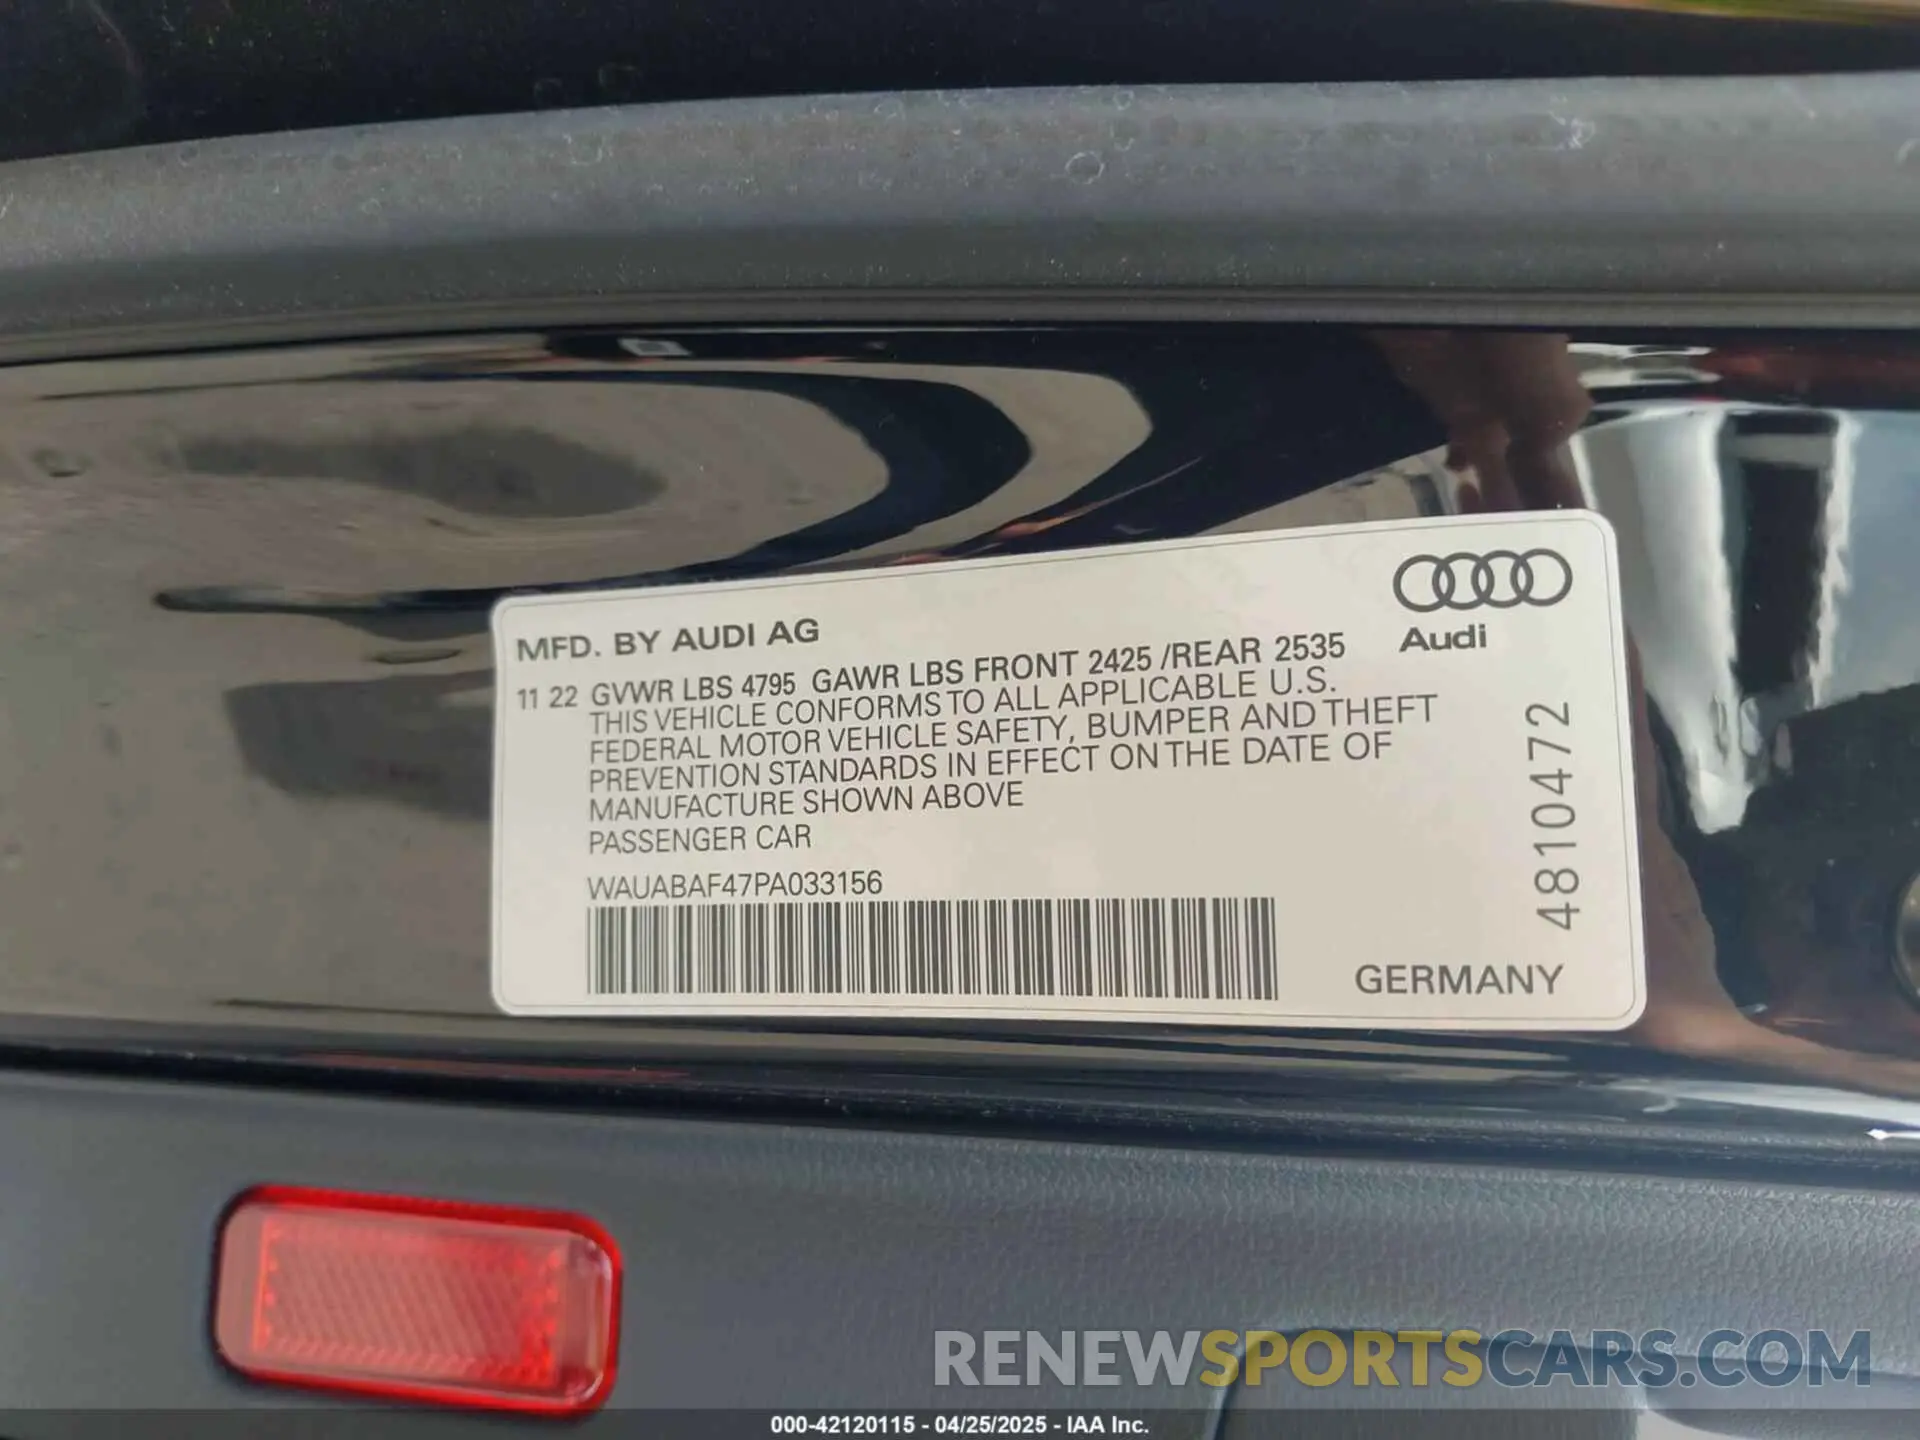 MFD. BY AUDI AG
Audi
11 22 GVWR LBS 4795 GAWR LBS FRONT 2425 /REAR 2535
THIS VEHICLE CONFORMS TO ALL APPLICABLE U.S.
FEDERAL MOTOR VEHICLE SAFETY, BUMPER AND THEFT
PREVENTION STANDARDS IN EFFECT ON THE DATE OF
MANUFACTURE SHOWN ABOVE
PASSENGER CAR
WAUABAF47PA033156
4810472
GERMANY
RENEWSPORTSCARS.COM
000-42120115 - 04/25/2025 - IAA Inc.